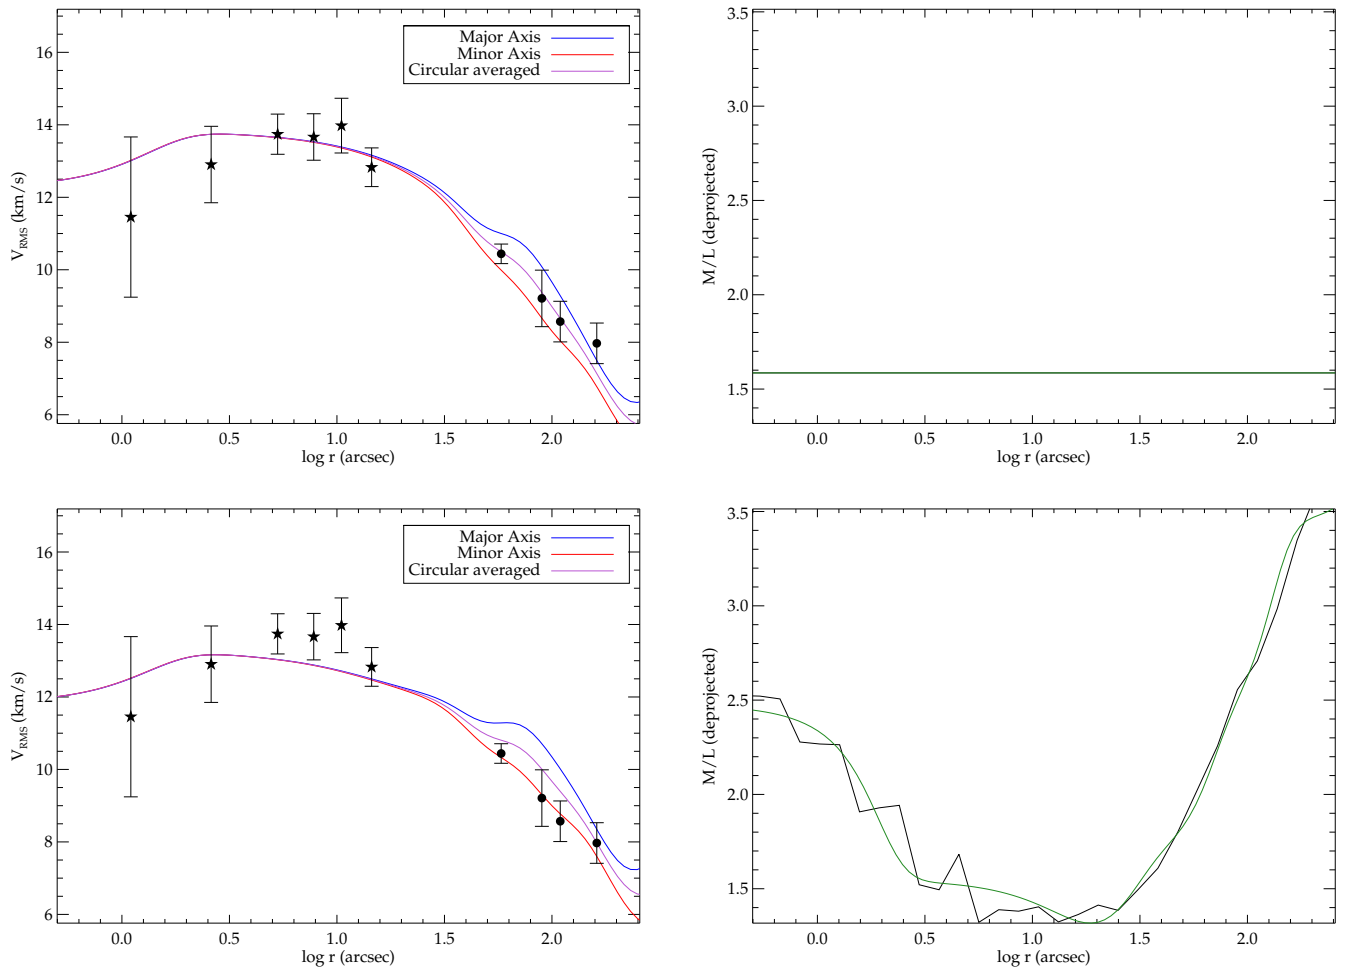 16
14
12
10
8
6
V_RMS (km/s)
Major Axis
Minor Axis
Circular averaged
0.0 0.5 1.0 1.5 2.0
log r (arcsec)
3.5
3.0
2.5
2.0
1.5
M/L (deprojected)
0.0 0.5 1.0 1.5 2.0
log r (arcsec)
16
14
12
10
8
6
V_RMS (km/s)
Major Axis
Minor Axis
Circular averaged
0.0 0.5 1.0 1.5 2.0
log r (arcsec)
3.5
3.0
2.5
2.0
1.5
M/L (deprojected)
0.0 0.5 1.0 1.5 2.0
log r (arcsec)